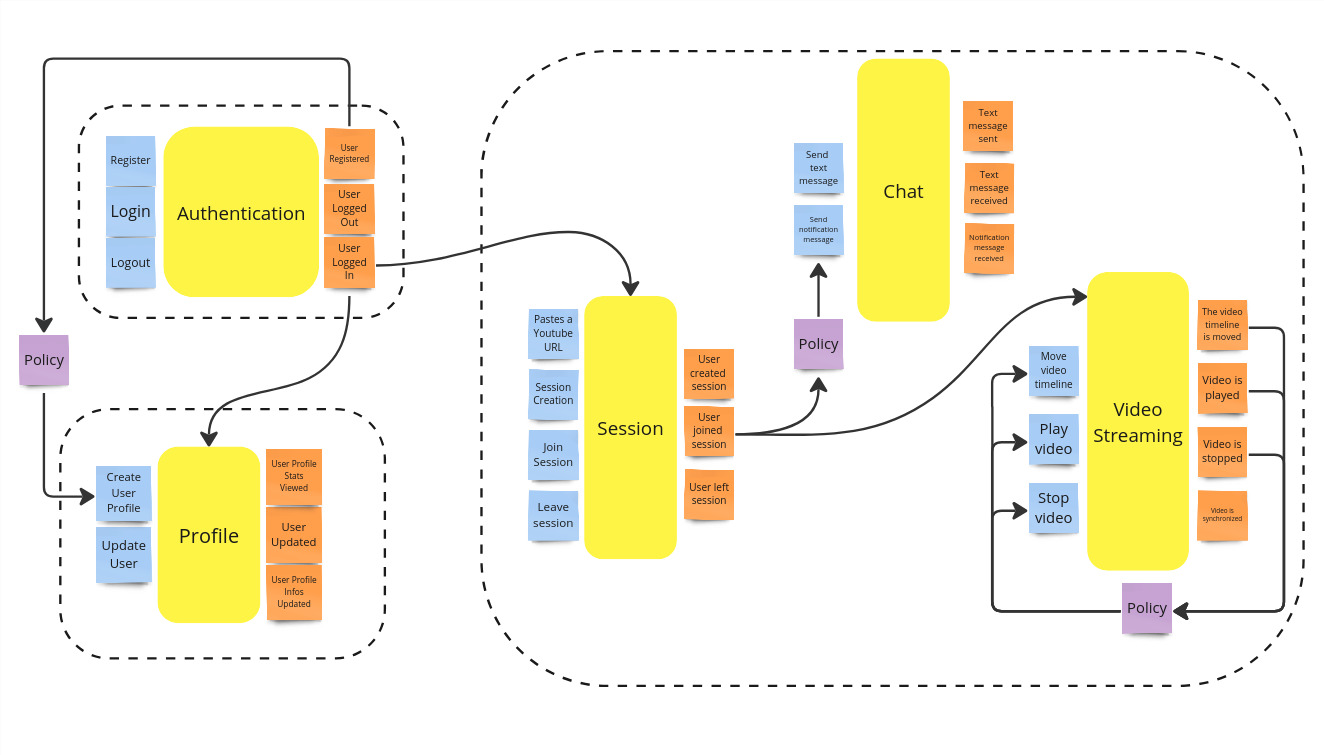 Register
Login
Logout
Authentication
User
Registered
User
Logged
Out
User
Logged
In
Policy
Create
User
Profile
Update
User
Profile
User Profile
Stats
Viewed
User
Updated
User Profile
Infos
Updated
Pastes a
Youtube
URL
Session
Creation
Join
Session
Leave
session
Session
User
created
session
User
joined
session
User left
session
Send
text
message
Send
notification
message
Policy
Chat
Text
message
sent
Text
message
received
Notification
message
received
Move
video
timeline
Play
video
Stop
video
Video
Streaming
The video
timeline
is moved
Video is
played
Video is
stopped
Video is
synchronized
Policy